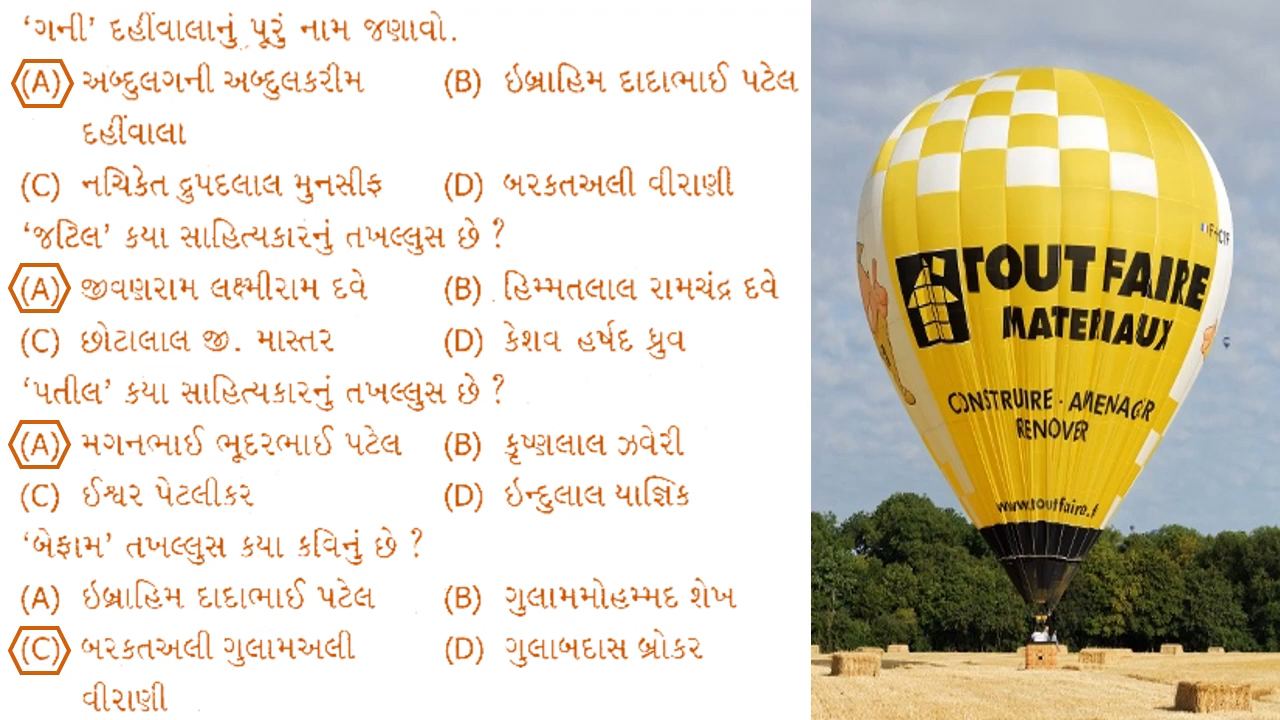 ‘ગની’ દહીંવાલાનું પૂરું નામ જણાવો.
(A) અબ્દુલગની અબ્દુલકરીમ દહીંવાલા
(B) ઇબ્રાહિમ દાદાભાઈ પટેલ
(C) નચિકેત દ્રુપદલાલ મુનસીફ
(D) બરકતઅલી વીરાણી
‘જટિલ’ કયા સાહિત્યકારનું તખલ્લુસ છે ?
(A) જીવણરામ લક્ષ્મીરામ દવે
(B) હિમ્મતલાલ રામચંદ્ર દવે
(C) છોટાલાલ જી. માસ્તર
(D) કેશવ હર્ષદ ધ્રુવ
‘પતીલ’ કયા સાહિત્યકારનું તખલ્લુસ છે ?
(A) મગનભાઈ ભૂદરભાઈ પટેલ
(B) કૃષ્ણલાલ ઝવેરી
(C) ઈશ્વર પેટલીકર
(D) ઇન્દુલાલ યાજ્ઞિક
‘બેફામ’ તખલ્લુસ કયા કવિનું છે ?
(A) ઇબ્રાહિમ દાદાભાઈ પટેલ
(B) ગુલામમોહમ્મદ શેખ
(C) બરકતઅલી ગુલામઅલી વીરાણી
(D) ગુલાબદાસ બ્રોકર
TOUT FAIRE
MATERIAUX
CONSTRUIRE - AMENAGER
RENOVER
www.toutfaire.f